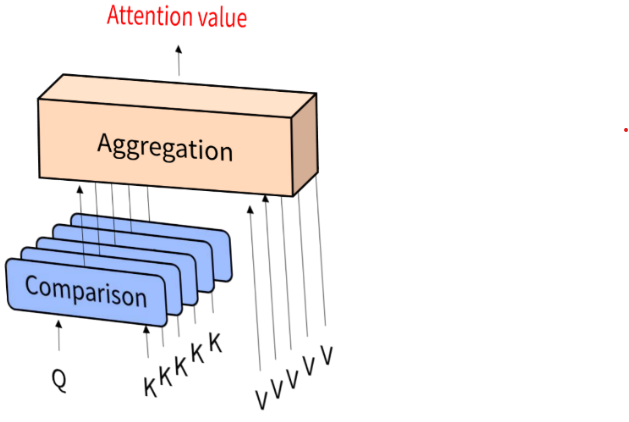 Attention value
Aggregation
Comparison
Q
K K K K K
V V V V V